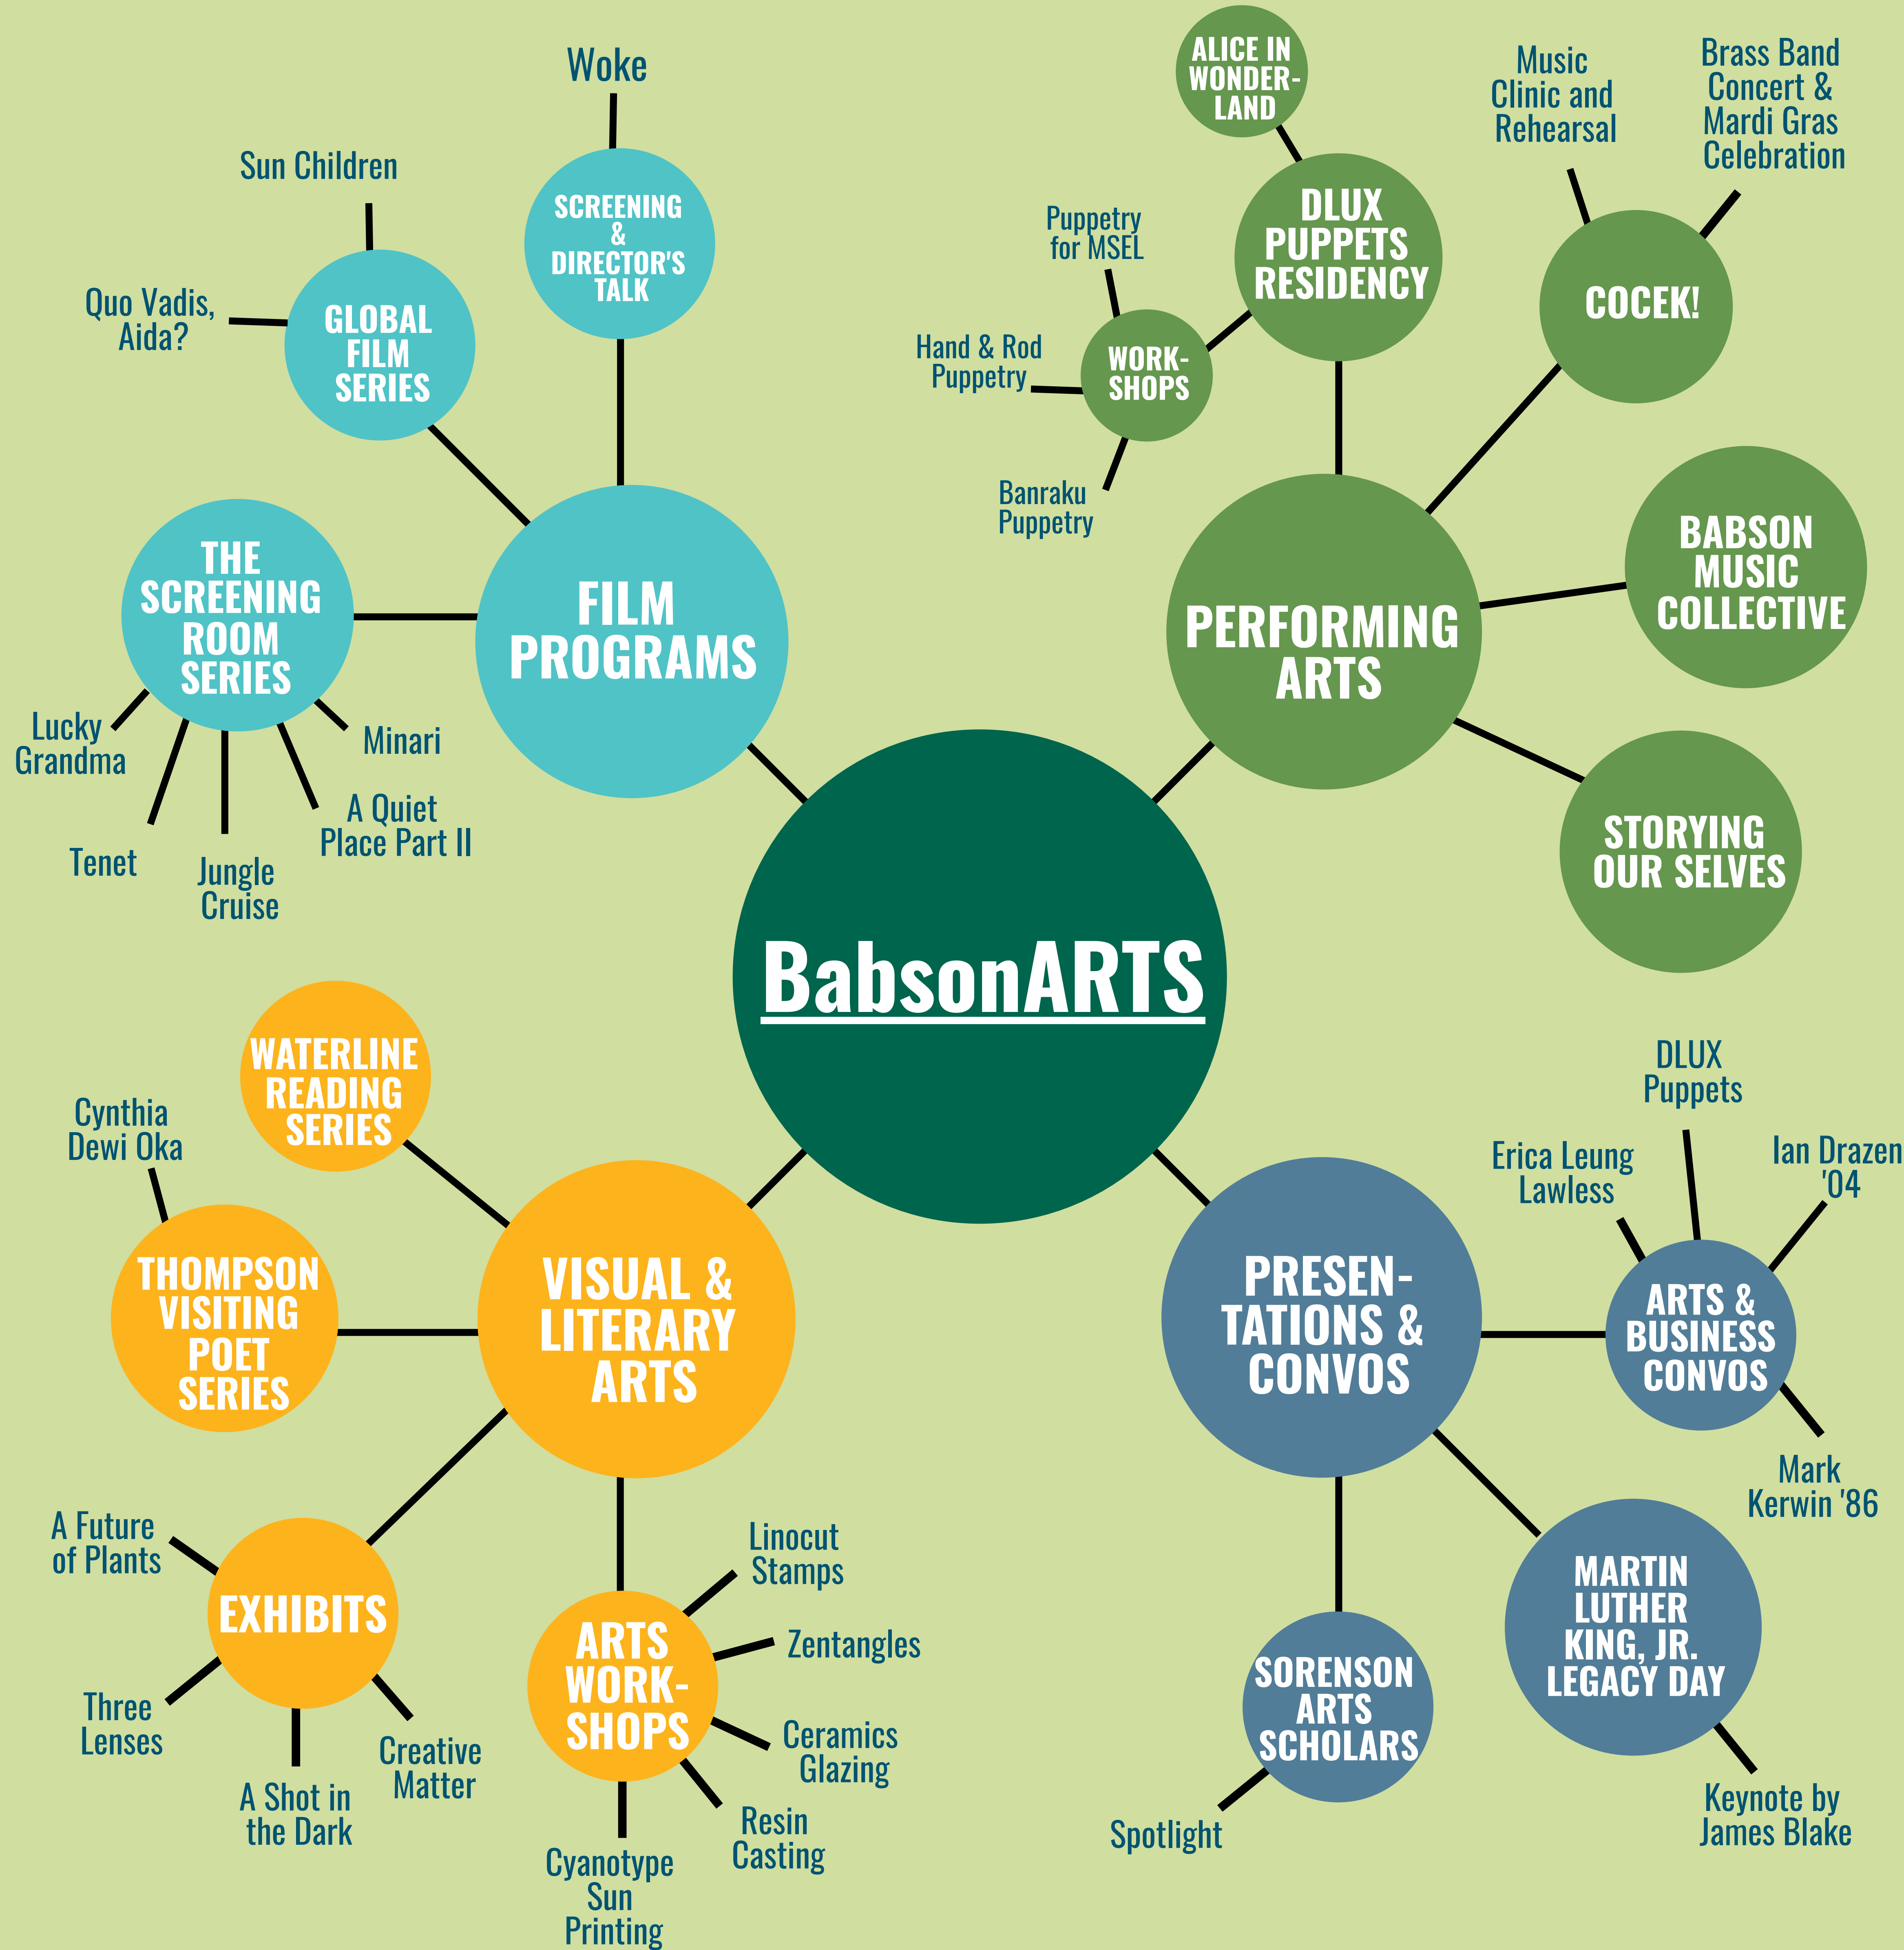 Woke
SCREENING
&
DIRECTOR'S
TALK
Sun Children
Quo Vadis,
Aida?
GLOBAL
FILM
SERIES
THE
SCREENING
ROOM
SERIES
Lucky
Grandma
Tenet
Jungle
Cruise
A Quiet
Place Part II
Minari
FILM
PROGRAMS
ALICE IN
WONDER-
LAND
DLUX
PUPPETS
RESIDENCY
Puppetry
for MSEL
Hand & Rod
Puppetry
WORK-
SHOPS
Banraku
Puppetry
Music
Clinic and
Rehearsal
Brass Band
Concert &
Mardi Gras
Celebration
COCEK!
PERFORMING
ARTS
BABSON
MUSIC
COLLECTIVE
STORYING
OUR SELVES
BabsonARTS
WATERLINE
READING
SERIES
Cynthia
Dewi Oka
THOMPSON
VISITING
POET
SERIES
VISUAL &
LITERARY
ARTS
A Future
of Plants
EXHIBITS
Three
Lenses
A Shot in
the Dark
Creative
Matter
ARTS
WORK-
SHOPS
Linocut
Stamps
Zentangles
Ceramics
Glazing
Resin
Casting
Cyanotype
Sun
Printing
PRESEN-
TATIONS &
CONVOS
DLUX
Puppets
Erica Leung
Lawless
Ian Drazen
'04
ARTS &
BUSINESS
CONVOS
Mark
Kerwin '86
MARTIN
LUTHER
KING, JR.
LEGACY DAY
Keynote by
James Blake
SORENSON
ARTS
SCHOLARS
Spotlight